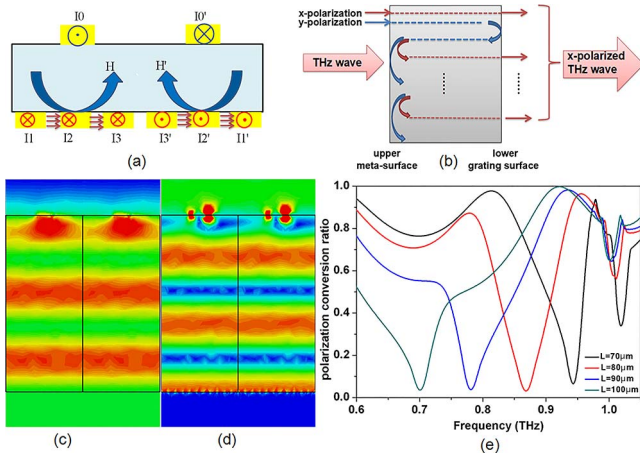 I0
I0'
H
H'
I1
I2
I3
I3'
I2'
I1'
(a)
x-polarization
y-polarization
THz wave
x-polarized
THz wave
upper
meta-surface
lower
grating surface
(b)
(c)
(d)
polarization conversion ratio
1.0
0.8
0.6
0.4
0.2
0.0
0.6
0.7
0.8
0.9
1.0
Frequency (THz)
L=70μm
L=80μm
L=90μm
L=100μm
(e)